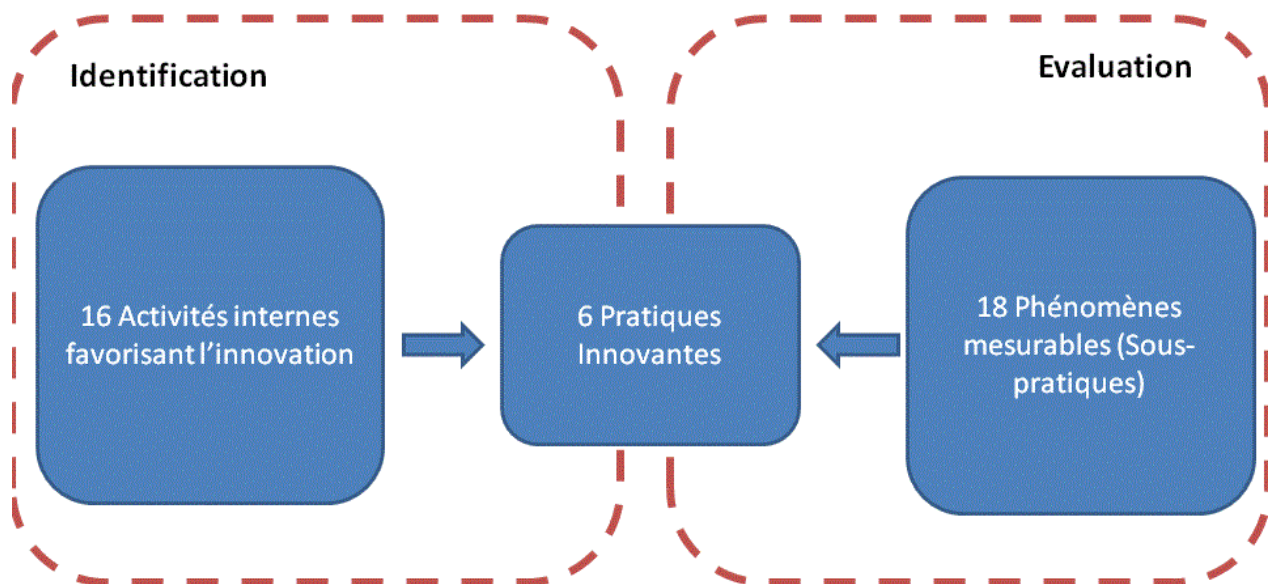 Identification
Evaluation
16 Activités internes
favorisant l'innovation
6 Pratiques
Innovantes
18 Phénomènes
mesurables (Sous-
pratiques)